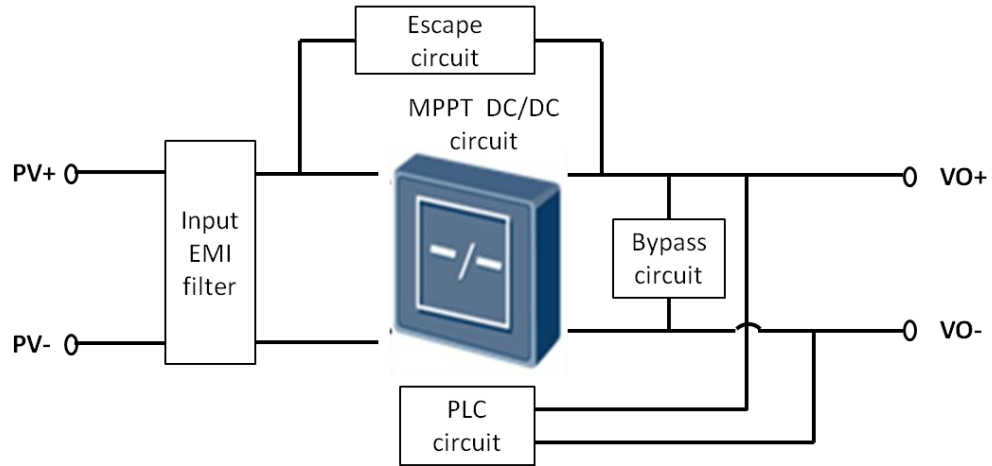 Escape
circuit
MPPT DC/DC
circuit
PV+
VO+
Input
EMI
filter
Bypass
circuit
PV-
VO-
PLC
circuit